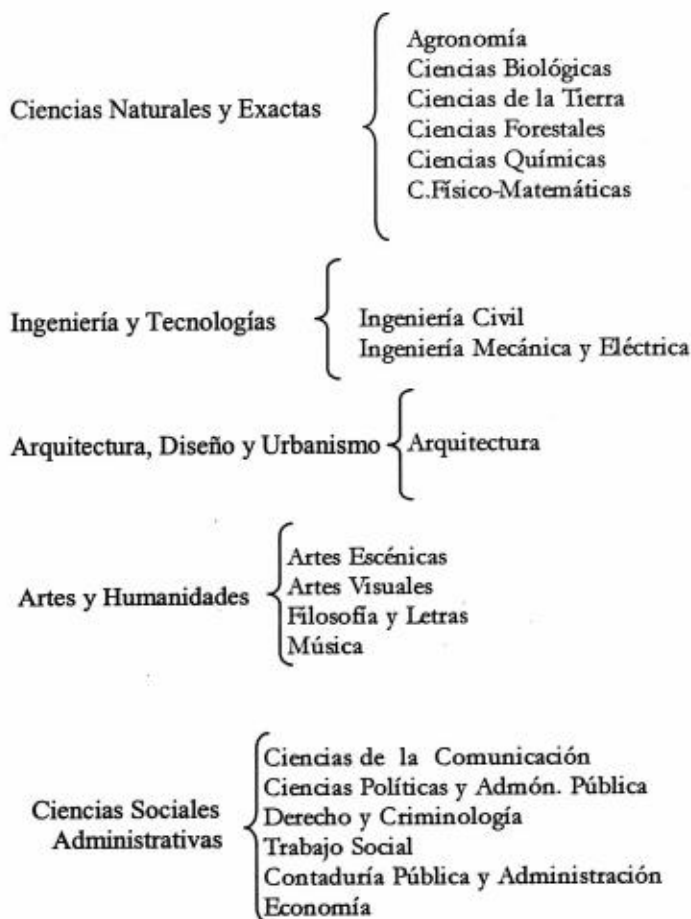 Ciencias Naturales y Exactas
Agronomía
Ciencias Biológicas
Ciencias de la Tierra
Ciencias Forestales
Ciencias Químicas
C.Físico-Matemáticas
Ingeniería y Tecnologías
Ingeniería Civil
Ingeniería Mecánica y Eléctrica
Arquitectura, Diseño y Urbanismo
Arquitectura
Artes y Humanidades
Artes Escénicas
Artes Visuales
Filosofía y Letras
Música
Ciencias Sociales
Administrativas
Ciencias de la Comunicación
Ciencias Políticas y Admón. Pública
Derecho y Criminología
Trabajo Social
Contaduría Pública y Administración
Economía